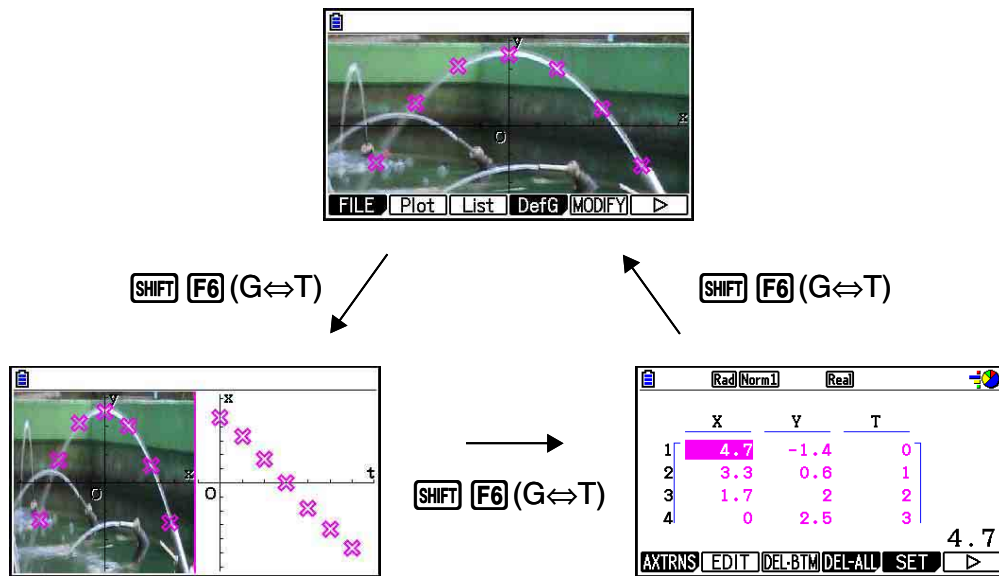 y
x
O
FILE Plot List DefG MODIFY ▷
SHIFT F6 (G⇔T)
SHIFT F6 (G⇔T)
y
x
O
x
t
O
SHIFT F6 (G⇔T)
Rad Norm1 Real
X Y T
1 4.7 -1.4 0
2 3.3 0.6 1
3 1.7 2 2
4 0 2.5 3
4.7
AXTRNS EDIT DEL·BTM DEL·ALL SET ▷